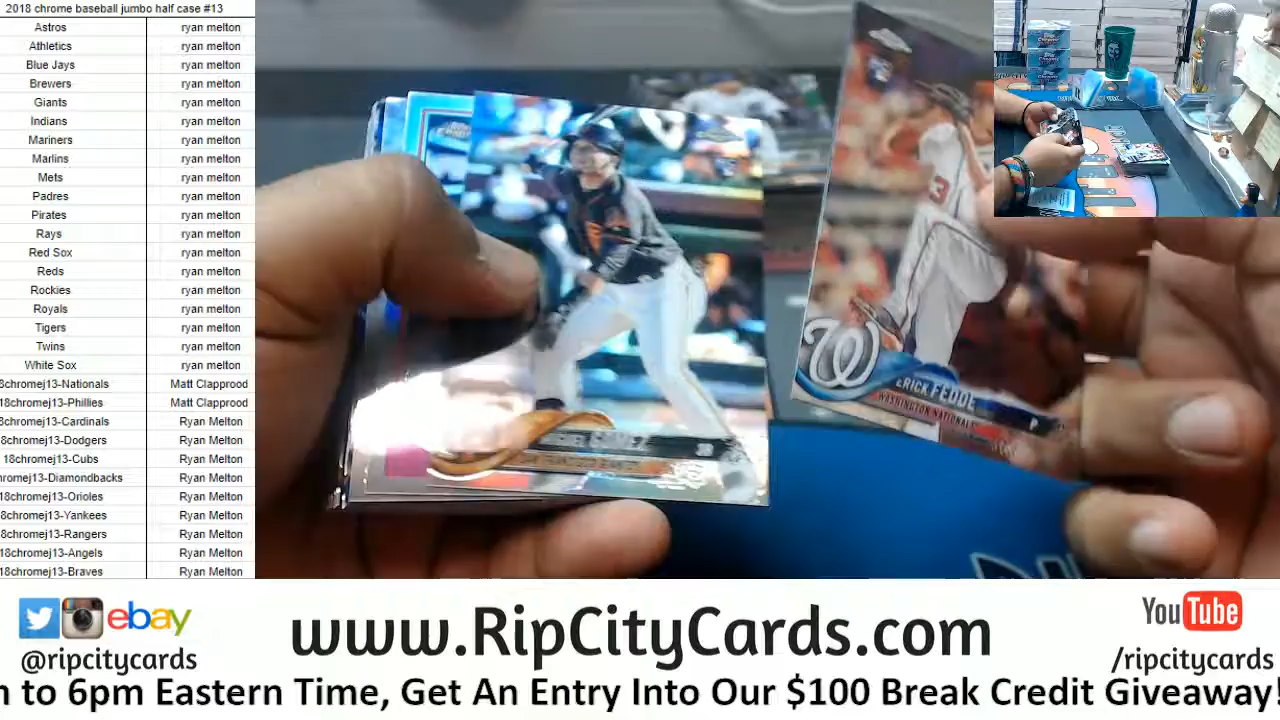 2018 chrome baseball jumbo half case #13
Astros ryan melton
Athletics ryan melton
Blue Jays ryan melton
Brewers ryan melton
Giants ryan melton
Indians ryan melton
Mariners ryan melton
Marlins ryan melton
Mets ryan melton
Padres ryan melton
Pirates ryan melton
Rays ryan melton
Red Sox ryan melton
Reds ryan melton
Rockies ryan melton
Royals ryan melton
Tigers ryan melton
Twins ryan melton
White Sox ryan melton
8chromej13-Nationals Matt Clapprood
18chromej13-Phillies Matt Clapprood
8chromej13-Cardinals Ryan Melton
18chromej13-Dodgers Ryan Melton
18chromej13-Cubs Ryan Melton
romej13-Diamondbacks Ryan Melton
8chromej13-Orioles Ryan Melton
8chromej13-Yankees Ryan Melton
8chromej13-Rangers Ryan Melton
18chromej13-Angels Ryan Melton
18chromej13-Braves Ryan Melton
W
3
ERICK FEDDE
WASHINGTON NATIONALS
GOMEZ
ebay
@ripcitycards
www.RipCityCards.com
YouTube
/ripcitycards
n to 6pm Eastern Time, Get An Entry Into Our $100 Break Credit Giveaway!